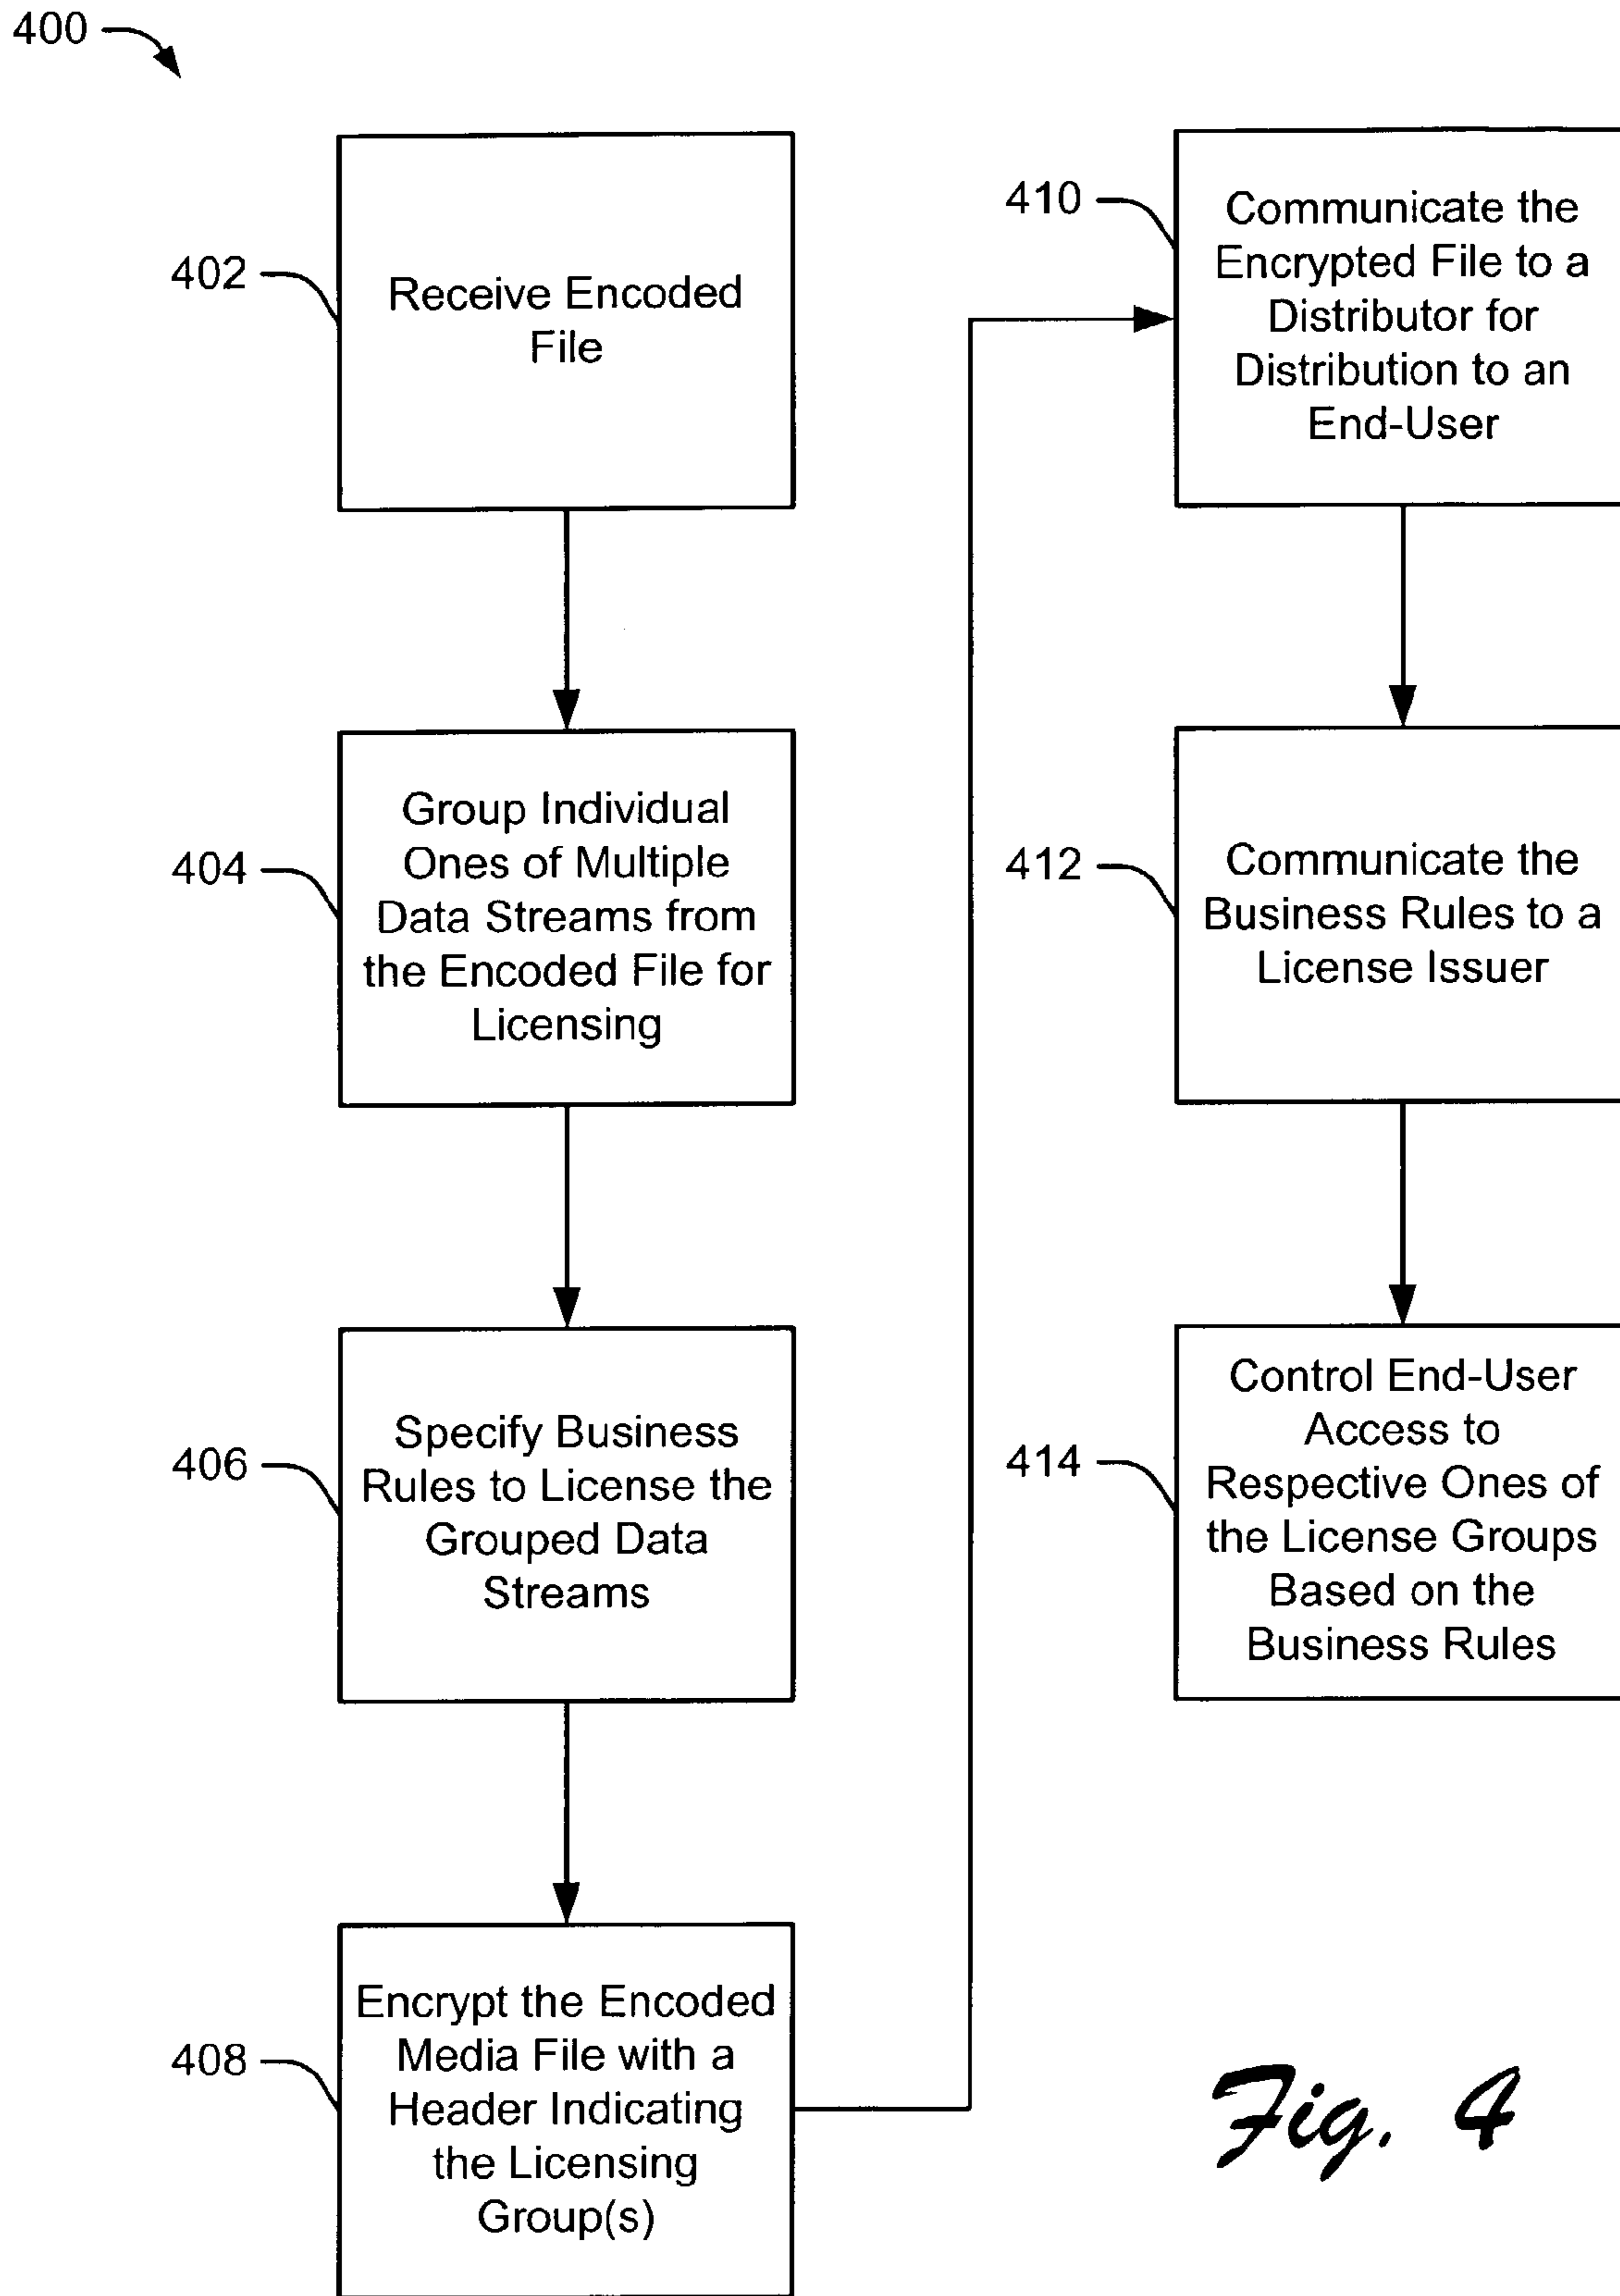 400
402
Receive Encoded
File
404
Group Individual
Ones of Multiple
Data Streams from
the Encoded File for
Licensing
406
Specify Business
Rules to License the
Grouped Data
Streams
408
Encrypt the Encoded
Media File with a
Header Indicating
the Licensing
Group(s)
410
Communicate the
Encrypted File to a
Distributor for
Distribution to an
End-User
412
Communicate the
Business Rules to a
License Issuer
414
Control End-User
Access to
Respective Ones of
the License Groups
Based on the
Business Rules
Fig. 4